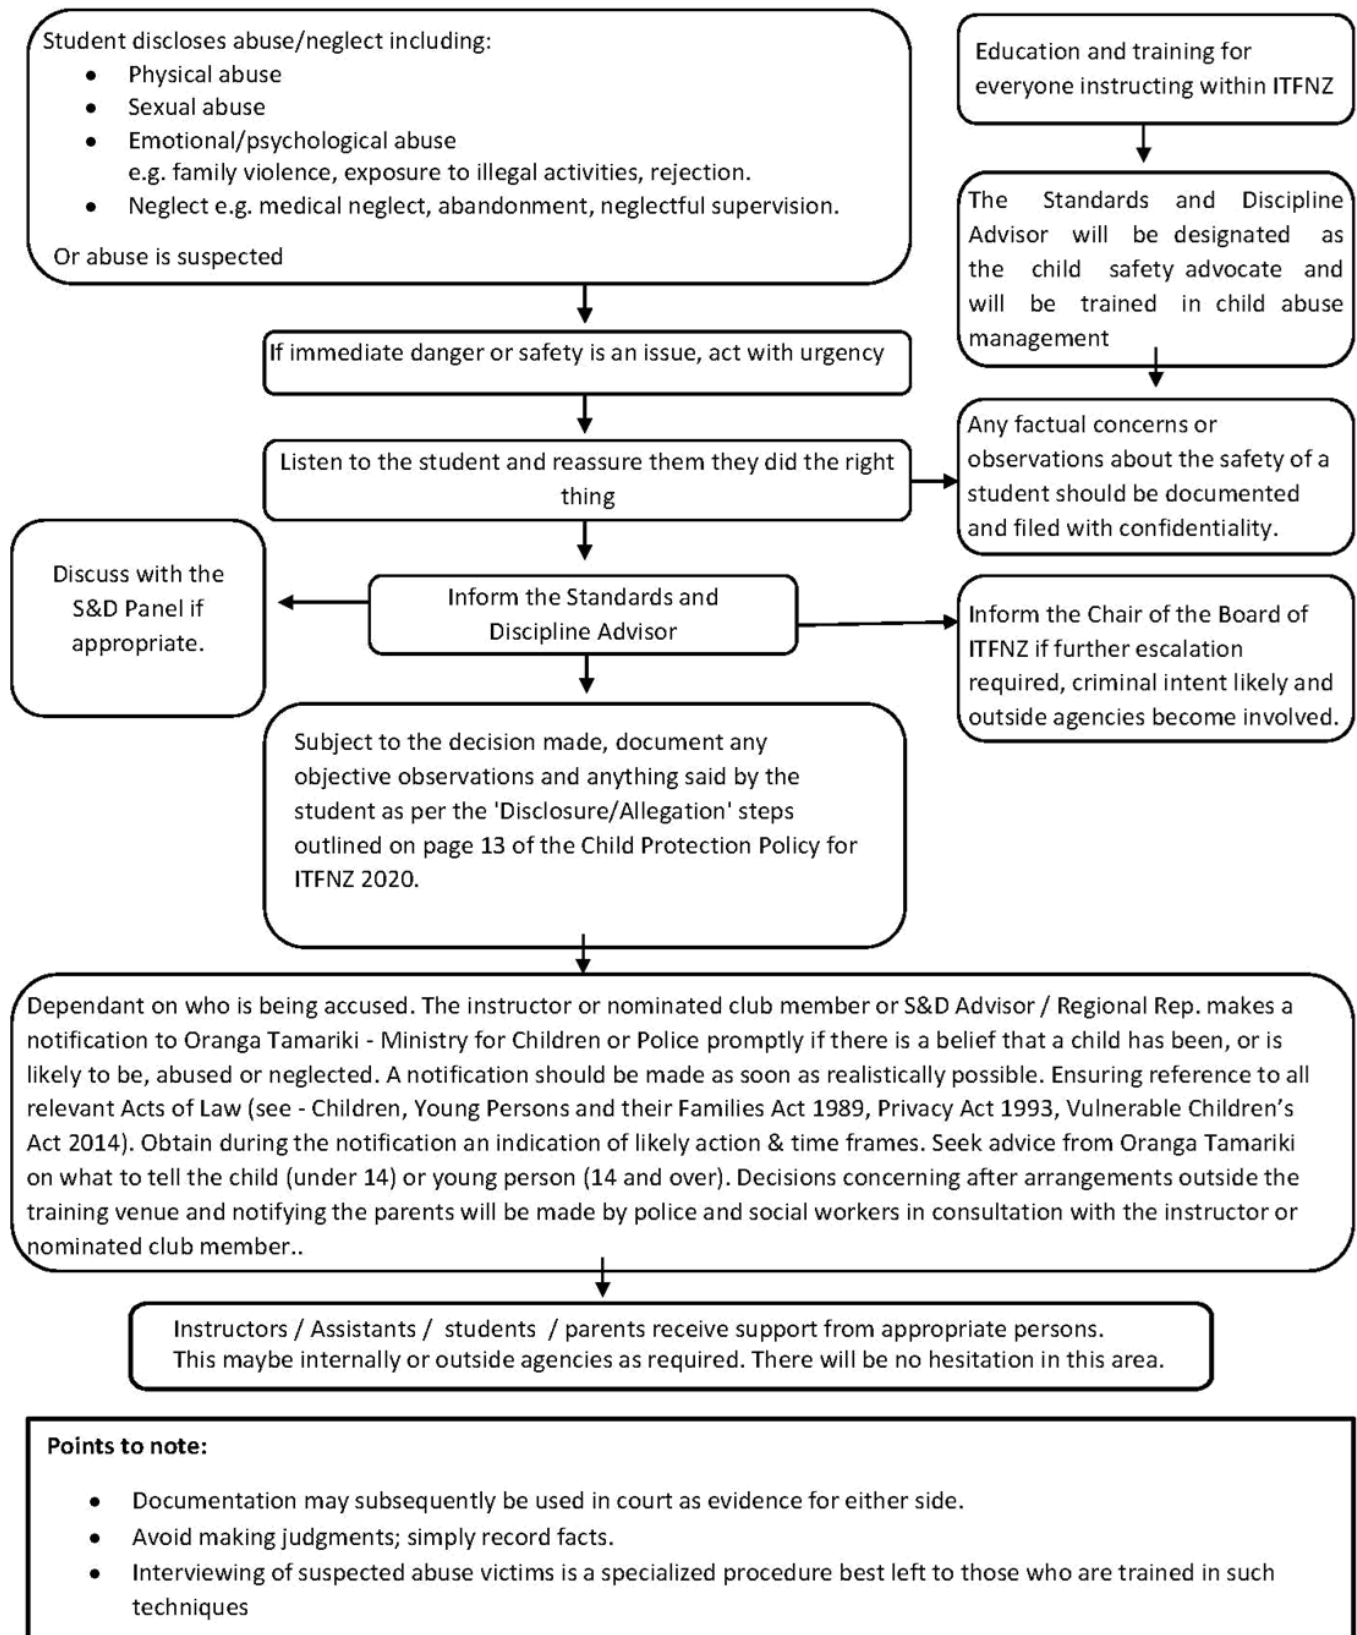 Student discloses abuse/neglect including:
• Physical abuse
• Sexual abuse
• Emotional/psychological abuse
e.g. family violence, exposure to illegal activities, rejection.
• Neglect e.g. medical neglect, abandonment, neglectful supervision.
Or abuse is suspected
Education and training for
everyone instructing within ITFNZ
The Standards and Discipline
Advisor will be designated as
the child safety advocate and
will be trained in child abuse
management
If immediate danger or safety is an issue, act with urgency
Listen to the student and reassure them they did the right
thing
Any factual concerns or
observations about the safety of a
student should be documented
and filed with confidentiality.
Discuss with the
S&D Panel if
appropriate.
Inform the Standards and
Discipline Advisor
Inform the Chair of the Board of
ITFNZ if further escalation
required, criminal intent likely and
outside agencies become involved.
Subject to the decision made, document any
objective observations and anything said by the
student as per the 'Disclosure/Allegation' steps
outlined on page 13 of the Child Protection Policy for
ITFNZ 2020.
Dependant on who is being accused. The instructor or nominated club member or S&D Advisor / Regional Rep. makes a
notification to Oranga Tamariki - Ministry for Children or Police promptly if there is a belief that a child has been, or is
likely to be, abused or neglected. A notification should be made as soon as realistically possible. Ensuring reference to all
relevant Acts of Law (see - Children, Young Persons and their Families Act 1989, Privacy Act 1993, Vulnerable Children’s
Act 2014). Obtain during the notification an indication of likely action & time frames. Seek advice from Oranga Tamariki
on what to tell the child (under 14) or young person (14 and over). Decisions concerning after arrangements outside the
training venue and notifying the parents will be made by police and social workers in consultation with the instructor or
nominated club member..
Instructors / Assistants / students / parents receive support from appropriate persons.
This maybe internally or outside agencies as required. There will be no hesitation in this area.
Points to note:
• Documentation may subsequently be used in court as evidence for either side.
• Avoid making judgments; simply record facts.
• Interviewing of suspected abuse victims is a specialized procedure best left to those who are trained in such
techniques